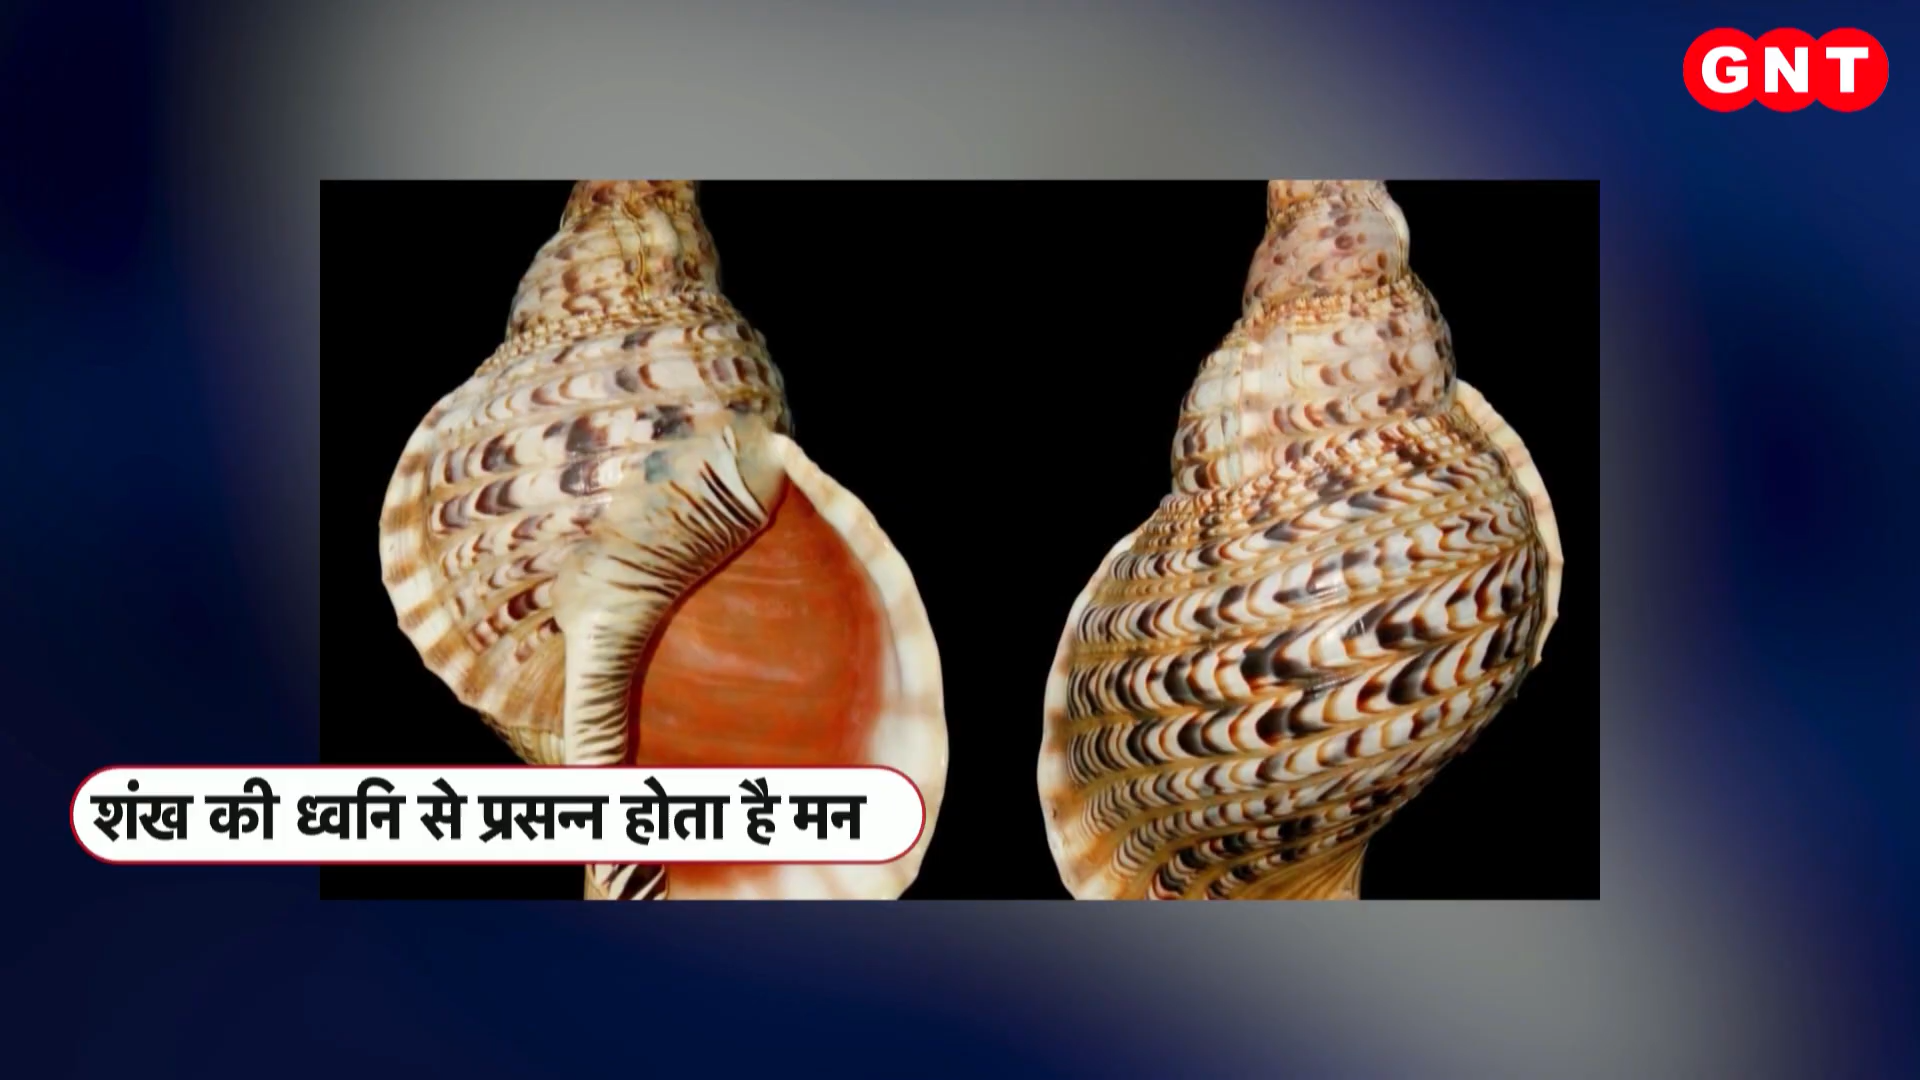 GNT
शंख की ध्वनि से प्रसन्न होता है मन